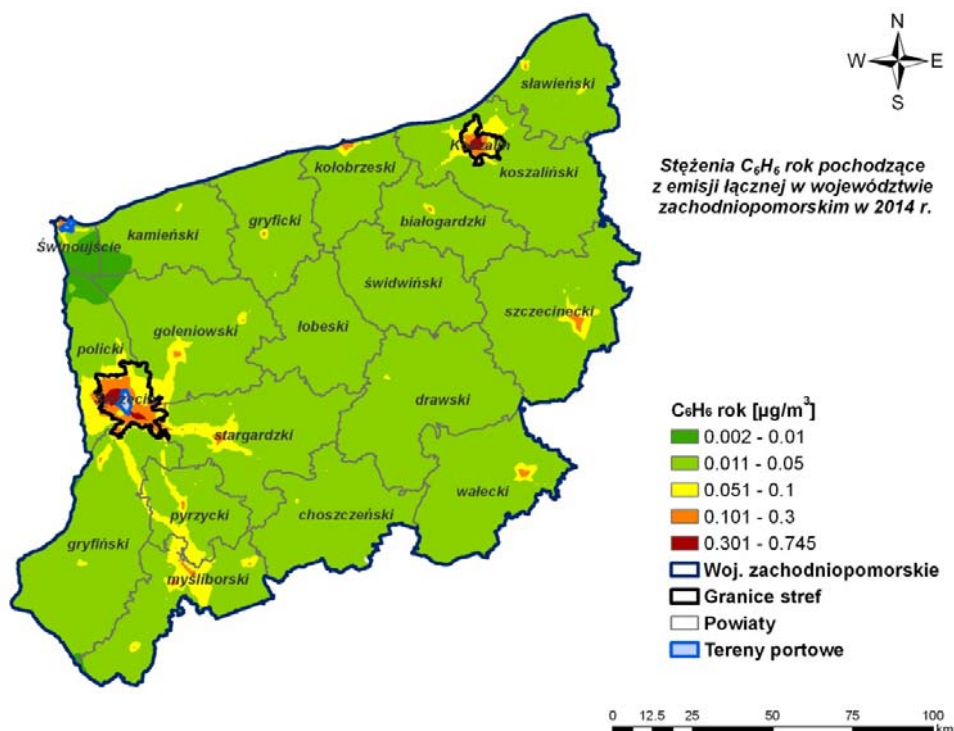 N
W E
S
Stężenia C₆H₆ rok pochodzące
z emisji łącznej w województwie
zachodniopomorskim w 2014 r.
sławieński
Koszalin
koszaliński
kołobrzeski
białogardzki
gryficki
kamieński
Świnoujście
świdwiński
szczecinecki
łobeski
goleniowski
policki
Szczecin
drawski
stargardzki
wałecki
choszczeński
pyrzycki
gryfiński
myśliborski
C₆H₆ rok [µg/m³]
0.002 - 0.01
0.011 - 0.05
0.051 - 0.1
0.101 - 0.3
0.301 - 0.745
Woj. zachodniopomorskie
Granice stref
Powiaty
Tereny portowe
0 12.5 25 50 75 100
km